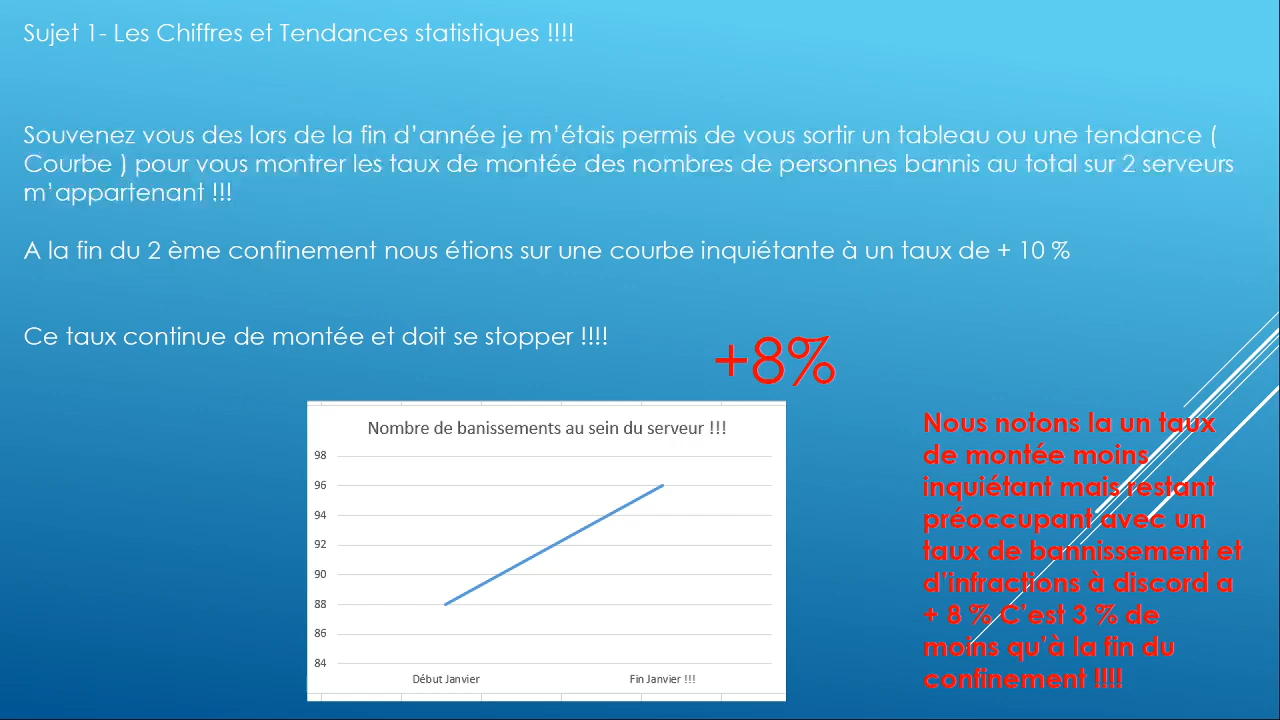 Sujet 1- Les Chiffres et Tendances statistiques !!!!
Souvenez vous des lors de la fin d’année je m’étais permis de vous sortir un tableau ou une tendance (
Courbe ) pour vous montrer les taux de montée des nombres de personnes bannis au total sur 2 serveurs
m’appartenant !!!
A la fin du 2 ème confinement nous étions sur une courbe inquiétante à un taux de + 10 %
Ce taux continue de montée et doit se stopper !!!!
+8%
Nombre de banissements au sein du serveur !!!
98
96
94
92
90
88
86
84
Début Janvier
Fin Janvier !!!
Nous notons la un taux
de montée moins
inquiétant mais restant
préoccupant avec un
taux de bannissement et
d’infractions à discord a
+ 8 % C’est 3 % de
moins qu’à la fin du
confinement !!!!